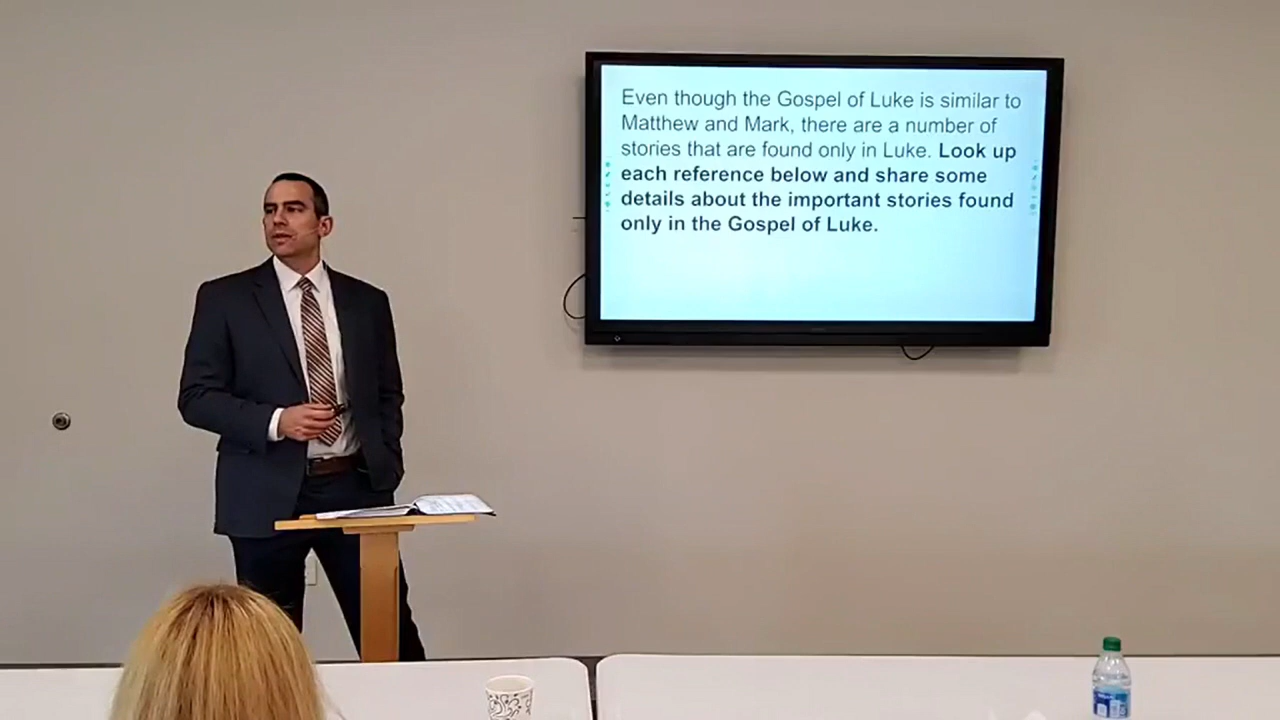 Even though the Gospel of Luke is similar to
Matthew and Mark, there are a number of
stories that are found only in Luke. Look up
each reference below and share some
details about the important stories found
only in the Gospel of Luke.